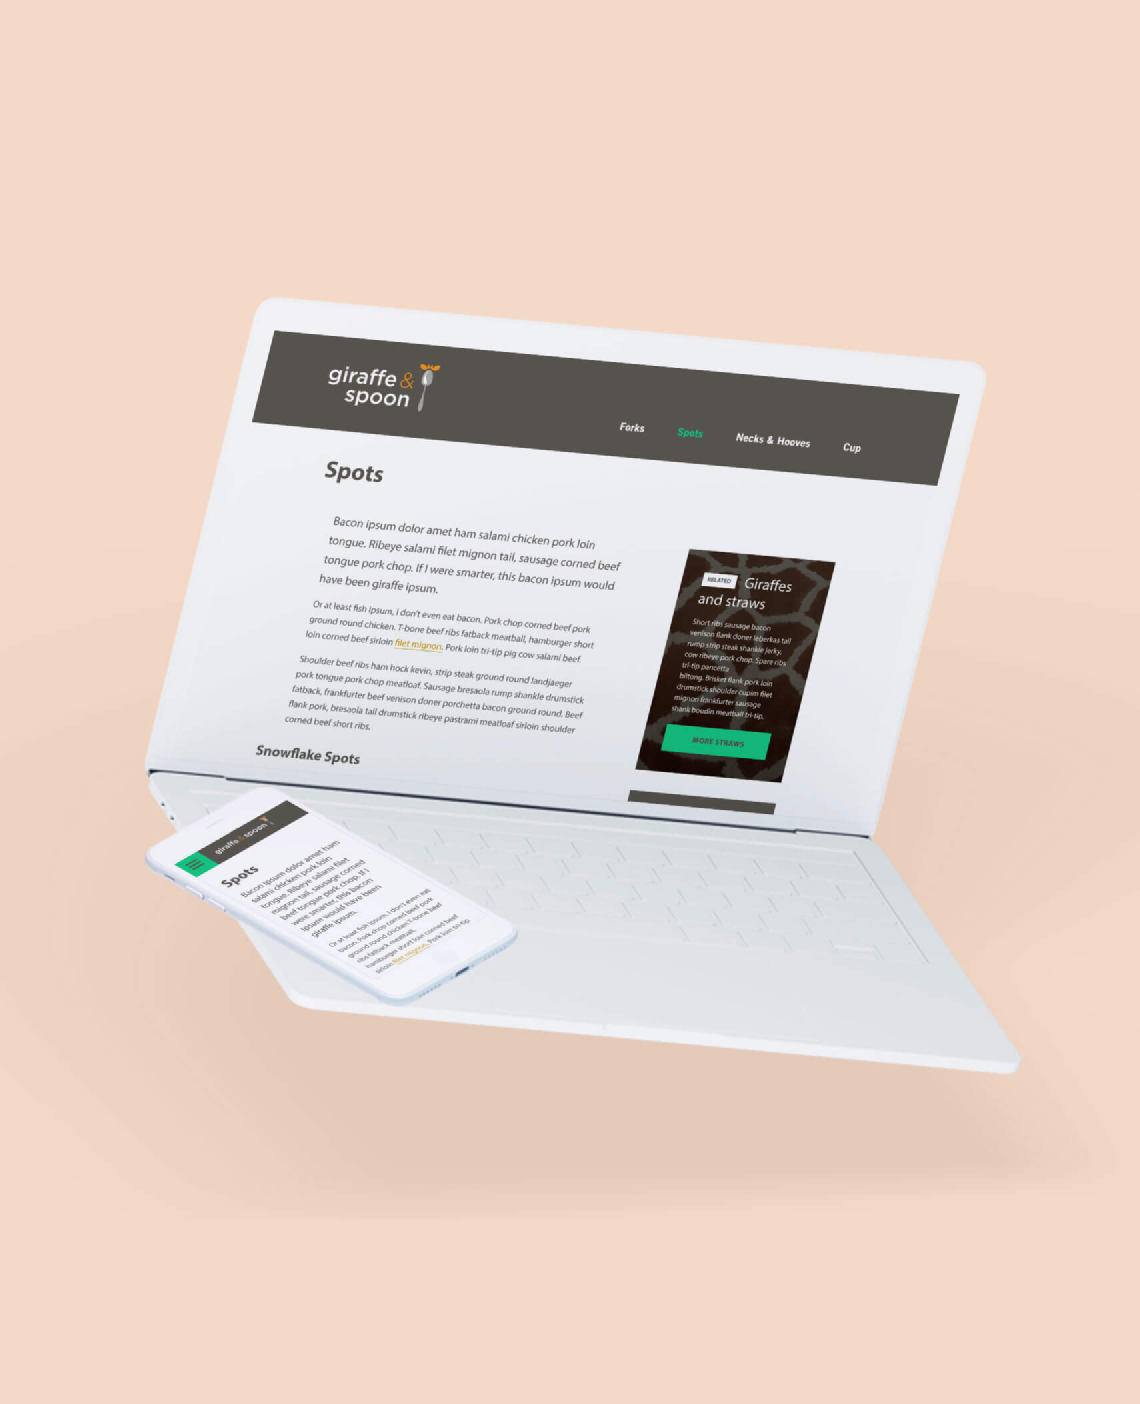 giraffe &
spoon
Forks Spots Necks & Hooves Cup
Spots
Bacon ipsum dolor amet ham salami chicken pork loin
tongue. Ribeye salami filet mignon tail, sausage corned beef
tongue pork chop. If I were smarter, this bacon ipsum would
have been giraffe ipsum.
Or at least fish ipsum, I don't even eat bacon. Pork chop corned beef pork
ground round chicken. T-bone beef ribs fatback meatball, hamburger short
loin corned beef sirloin filet mignon. Pork loin tri-tip pig cow salami beef.
Shoulder beef ribs ham hock kevin, strip steak ground round landjaeger
pork tongue pork chop meatloaf. Sausage bresaola rump shankle drumstick
fatback, frankfurter beef venison doner porchetta bacon ground round. Beef
flank pork, bresaola tail drumstick ribeye pastrami meatloaf sirloin shoulder
corned beef short ribs.
Snowflake Spots
RELATED Giraffes
and straws
Short ribs sausage bacon
venison flank doner leberkas tail
rump strip steak shankle jerky,
cow ribeye pork chop. Spare ribs
tri-tip pancetta
biltong. Brisket flank pork loin
drumstick shoulder cupim filet
mignon frankfurter sausage
shank boudin meatball tri-tip,
MORE STRAWS
giraffe & spoon
Spots
Bacon ipsum dolor amet ham
salami chicken pork loin
tongue. Ribeye salami filet
mignon tail, sausage corned
beef tongue pork chop. If I
were smarter, this bacon
ipsum would have been
giraffe ipsum.
Or at least fish ipsum, I don't even eat
bacon. Pork chop corned beef pork
ground round chicken. T-bone beef
ribs fatback meatball,
hamburger short loin corned beef
sirloin filet mignon. Pork loin tri-tip